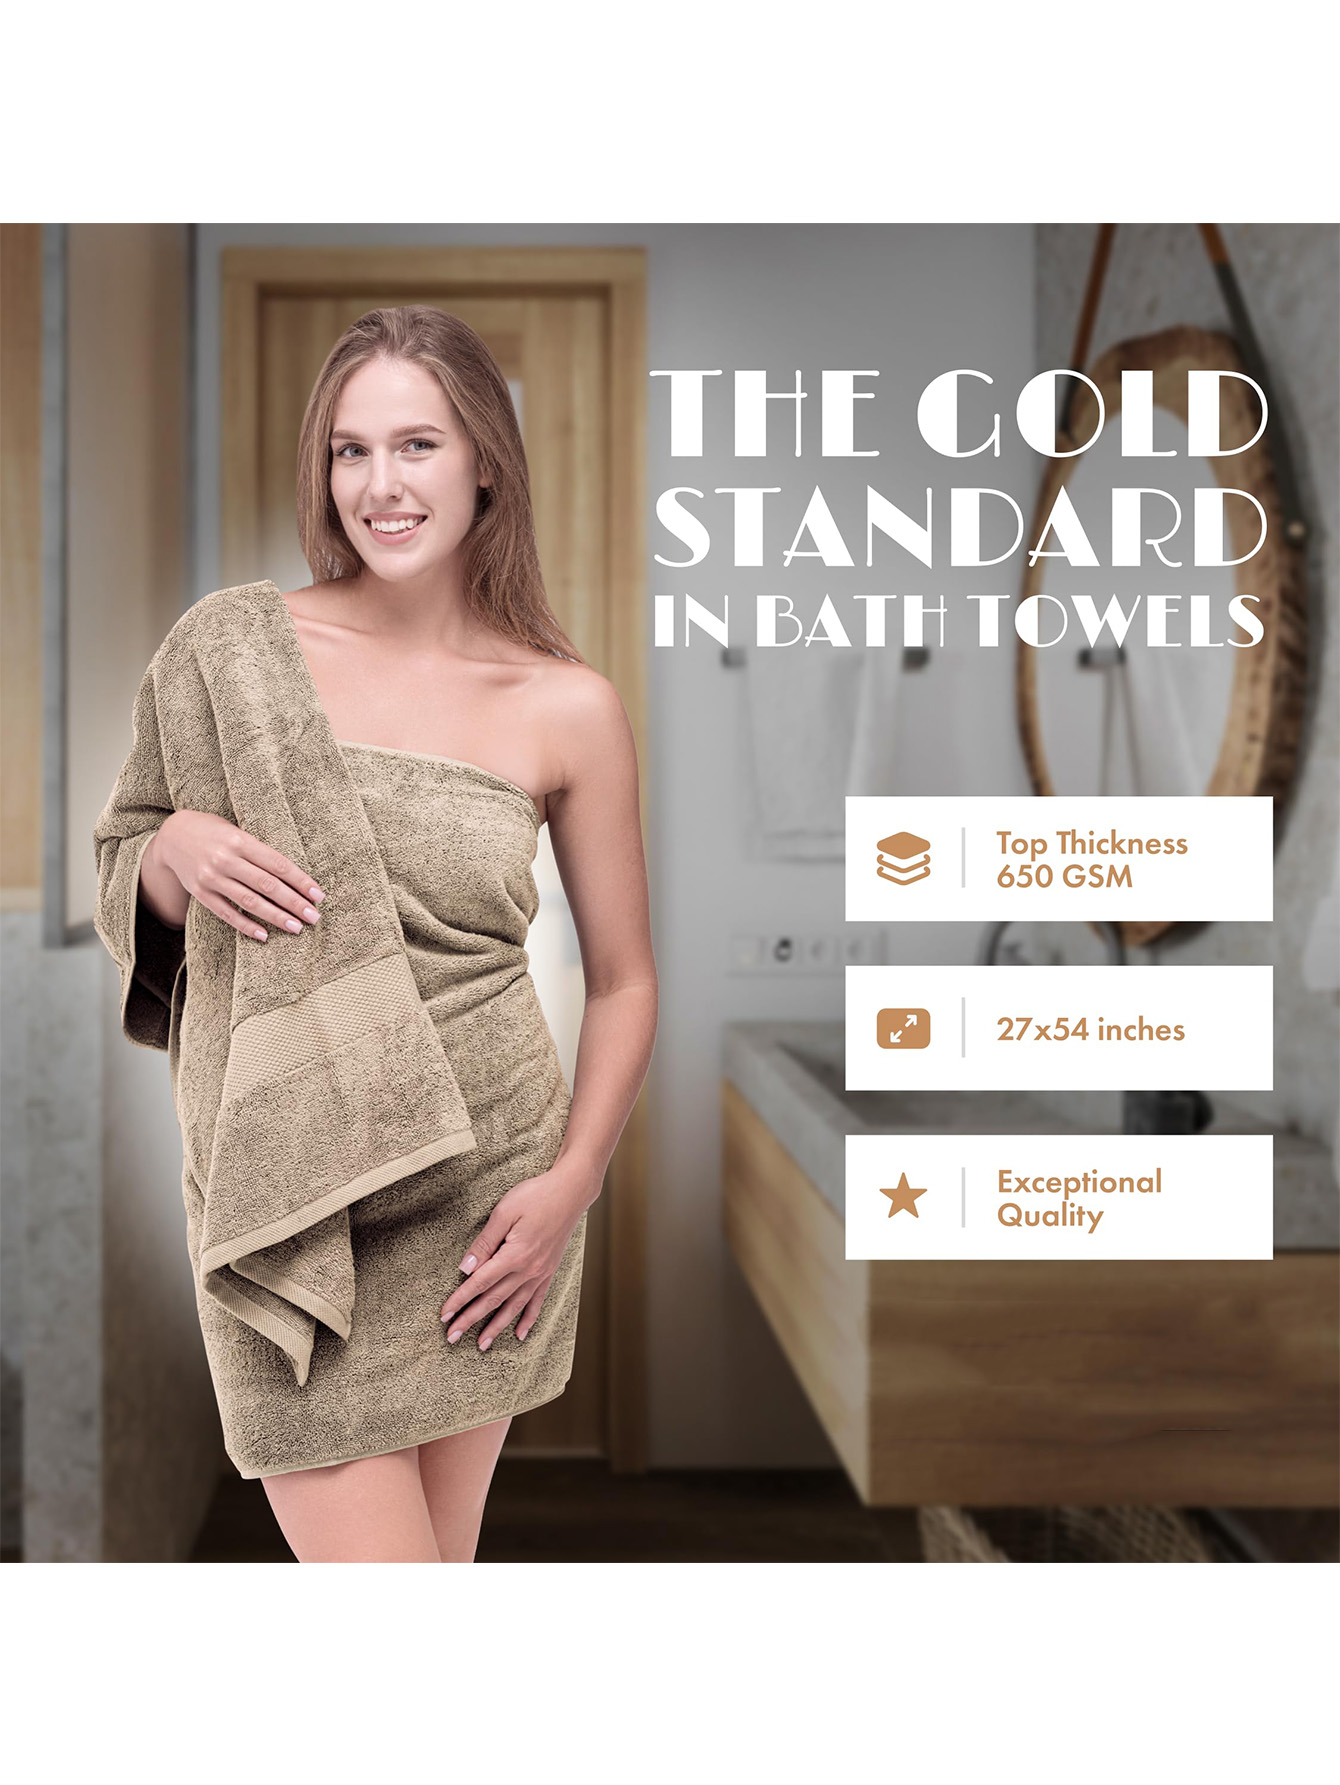 THE GOLD
STANDARD
IN BATH TOWELS
Top Thickness
650 GSM
27x54 inches
Exceptional
Quality